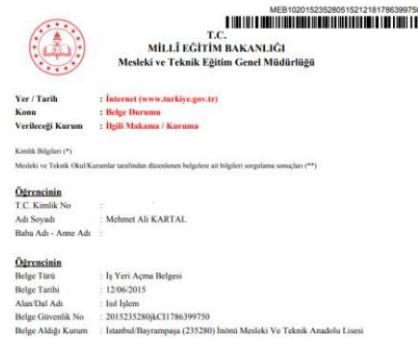 MEB10201523528051521218178639975
T.C.
MİLLÎ EĞİTİM BAKANLIĞI
Mesleki ve Teknik Eğitim Genel Müdürlüğü
Yer / Tarih : İnternet (www.turkiye.gov.tr)
Konu : Belge Durumu
Verileceği Kurum : İlgili Makama / Kuruma
Kimlik Bilgileri (*)
Mesleki ve Teknik Okul/Kurumlar tarafından düzenlenen belgelere ait bilgileri sorgulama sonuçları (**)
Öğrencinin
T.C. Kimlik No :
Adı Soyadı : Mehmet Ali KARTAL
Baba Adı - Anne Adı :
Öğrencinin
Belge Türü : İş Yeri Açma Belgesi
Belge Tarihi : 12/06/2015
Alan/Dal Adı : Isıl İşlem
Belge Güvenlik No : 2015235280jkCI1786399750
Belge Aldığı Kurum : İstanbul/Bayrampaşa (235280) İnönü Mesleki Ve Teknik Anadolu Lisesi